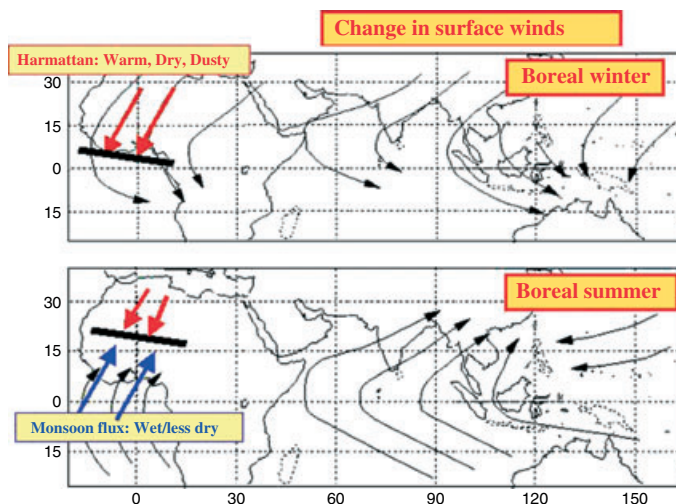 Change in surface winds
Harmattan: Warm, Dry, Dusty
Boreal winter
30
15
0
15
Boreal summer
30
15
0
15
Monsoon flux: Wet/less dry
0 30 60 90 120 150